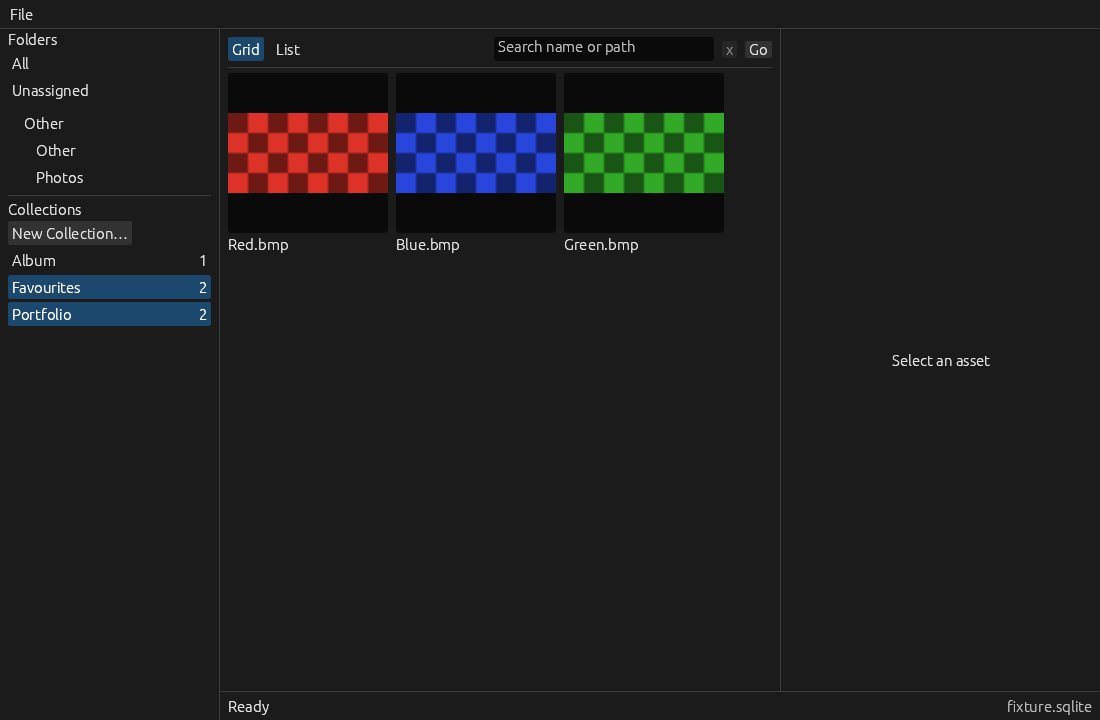 File
Folders
All
Unassigned
Other
Other
Photos
Collections
New Collection...
Album 1
Favourites 2
Portfolio 2
Grid List Search name or path x Go
Red.bmp Blue.bmp Green.bmp
Select an asset
Ready fixture.sqlite